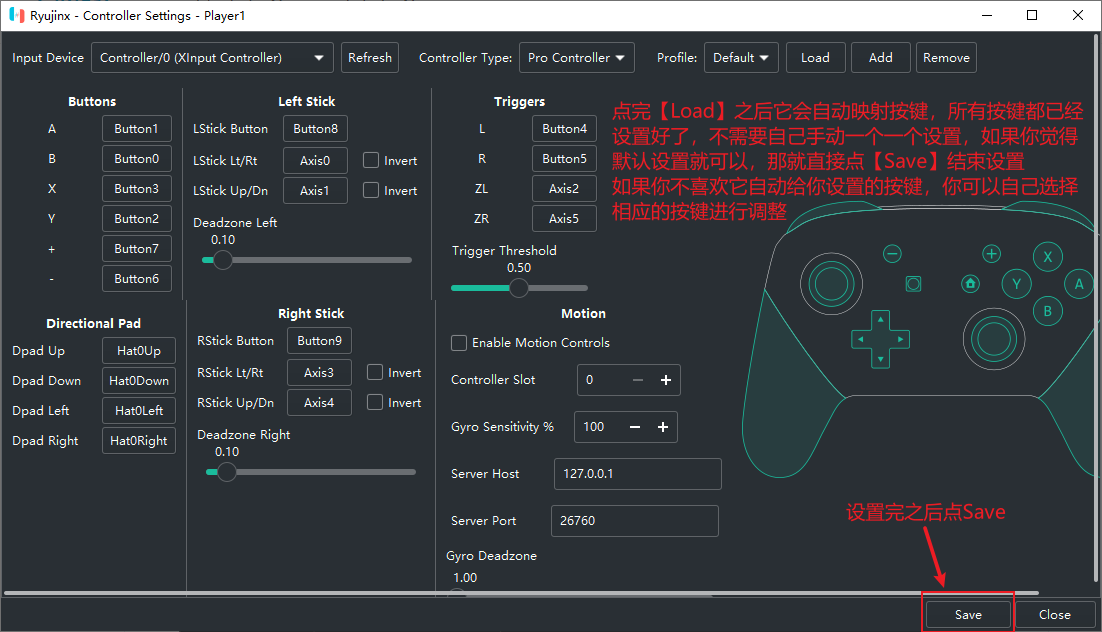 Ryujinx - Controller Settings - Player1
Input Device Controller/0 (XInput Controller) Refresh Controller Type: Pro Controller Profile: Default Load Add Remove
Buttons
A Button1
B Button0
X Button3
Y Button2
+ Button7
- Button6
Left Stick
LStick Button Button8
LStick Lt/Rt Axis0 Invert
LStick Up/Dn Axis1 Invert
Deadzone Left
0.10
Triggers
L Button4
R Button5
ZL Axis2
ZR Axis5
Trigger Threshold
0.50
点完【Load】之后它会自动映射按键，所有按键都已经
设置好了，不需要自己手动一个一个设置，如果你觉得
默认设置就可以，那就直接点【Save】结束设置
如果你不喜欢它自动给你设置的按键，你可以自己选择
相应的按键进行调整
X
Y A
B
Directional Pad
Dpad Up Hat0Up
Dpad Down Hat0Down
Dpad Left Hat0Left
Dpad Right Hat0Right
Right Stick
RStick Button Button9
RStick Lt/Rt Axis3 Invert
RStick Up/Dn Axis4 Invert
Deadzone Right
0.10
Motion
Enable Motion Controls
Controller Slot 0 − +
Gyro Sensitivity % 100 − +
Server Host 127.0.0.1
Server Port 26760
Gyro Deadzone
1.00
设置完之后点Save
Save Close